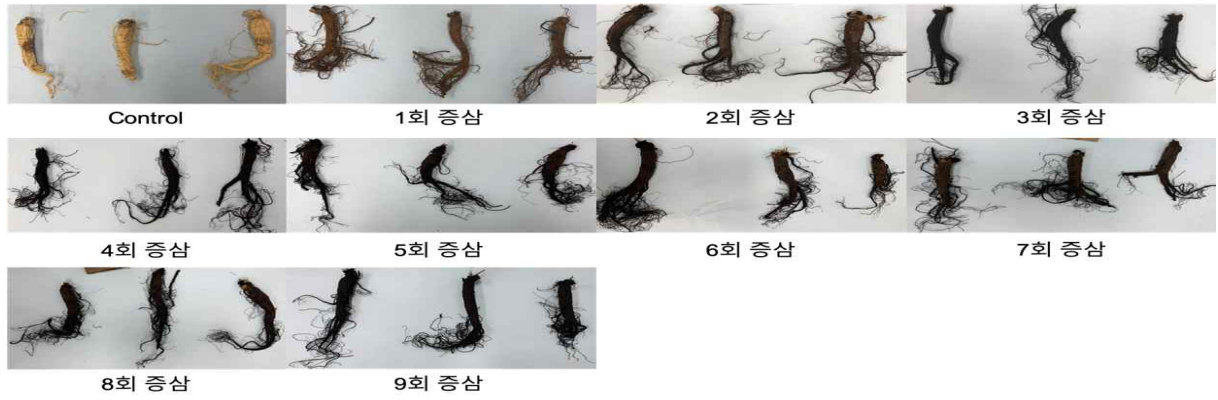 Control
1회 증삼
2회 증삼
3회 증삼
4회 증삼
5회 증삼
6회 증삼
7회 증삼
8회 증삼
9회 증삼